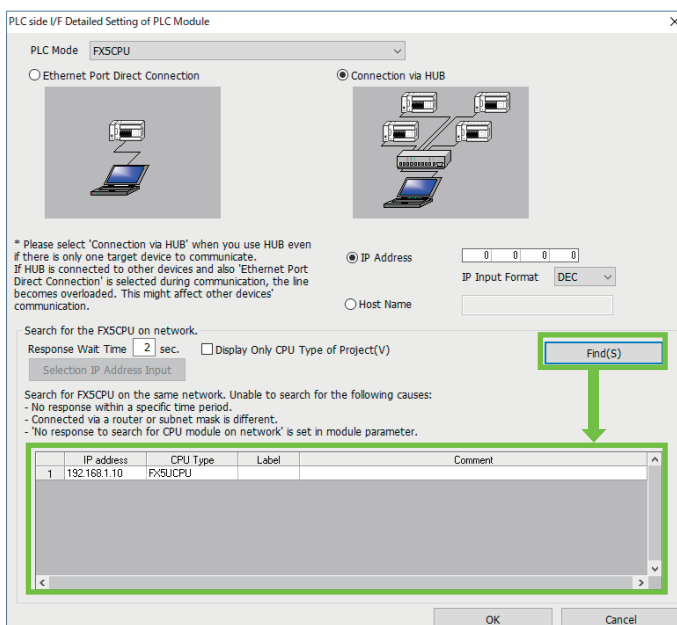 PLC side I/F Detailed Setting of PLC Module
PLC Mode FX5CPU
Ethernet Port Direct Connection
Connection via HUB
* Please select 'Connection via HUB' when you use HUB even
if there is only one target device to communicate.
If HUB is connected to other devices and also 'Ethernet Port
Direct Connection' is selected during communication, the line
becomes overloaded. This might affect other devices'
communication.
IP Address 0 0 0 0
IP Input Format DEC
Host Name
Search for the FX5CPU on network.
Response Wait Time 2 sec. Display Only CPU Type of Project(V)
Find(S)
Selection IP Address Input
Search for FX5CPU on the same network. Unable to search for the following causes:
- No response within a specific time period.
- Connected via a router or subnet mask is different.
- 'No response to search for CPU module on network' is set in module parameter.
IP address CPU Type Label Comment
1 192.168.1.10 FX5UCPU
OK Cancel